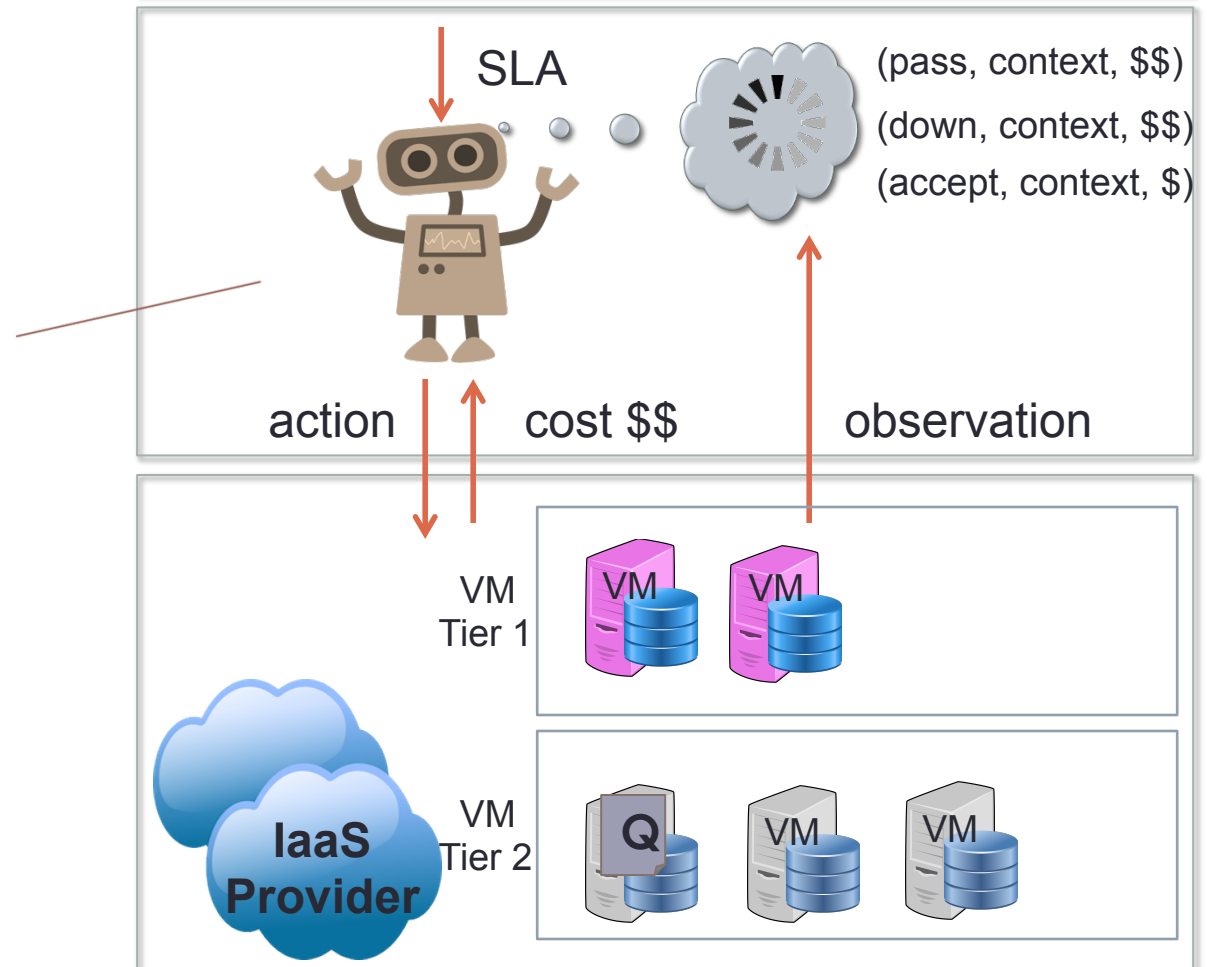 SLA
(pass, context, $$)
(down, context, $$)
(accept, context, $)
action
cost $$
observation
VM
Tier 1
VM
VM
VM
Tier 2
Q
VM
VM
IaaS
Provider